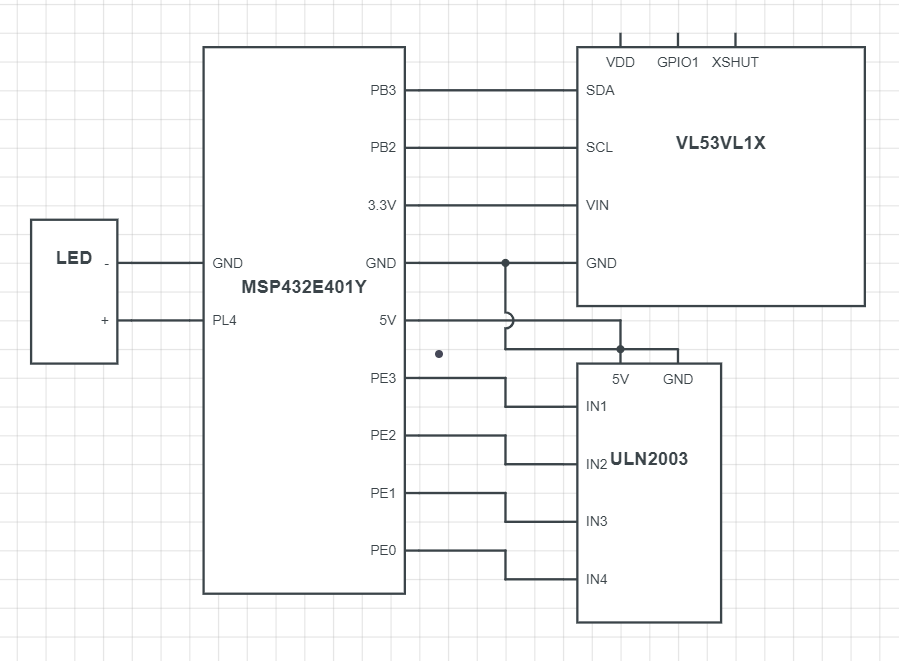 VDD GPIO1 XSHUT
PB3 SDA
VL53VL1X
PB2 SCL
3.3V VIN
LED - GND GND GND
MSP432E401Y
+ PL4 5V
PE3 5V GND
IN1
PE2
IN2 ULN2003
PE1
IN3
PE0
IN4